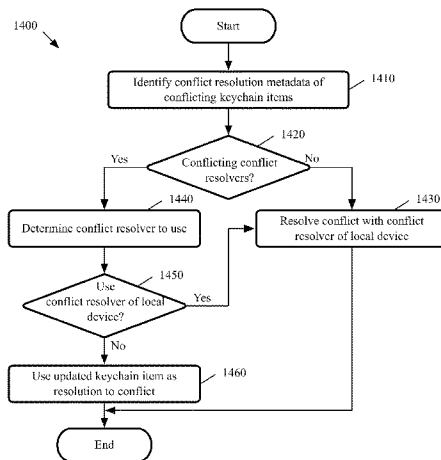 1400
Start
Identify conflict resolution metadata of
conflicting keychain items
1410
1420
Conflicting conflict
resolvers?
Yes
No
1440
1430
Determine conflict resolver to use
Resolve conflict with conflict
resolver of local device
1450
Use
conflict resolver of local
device?
Yes
No
1460
Use updated keychain item as
resolution to conflict
End